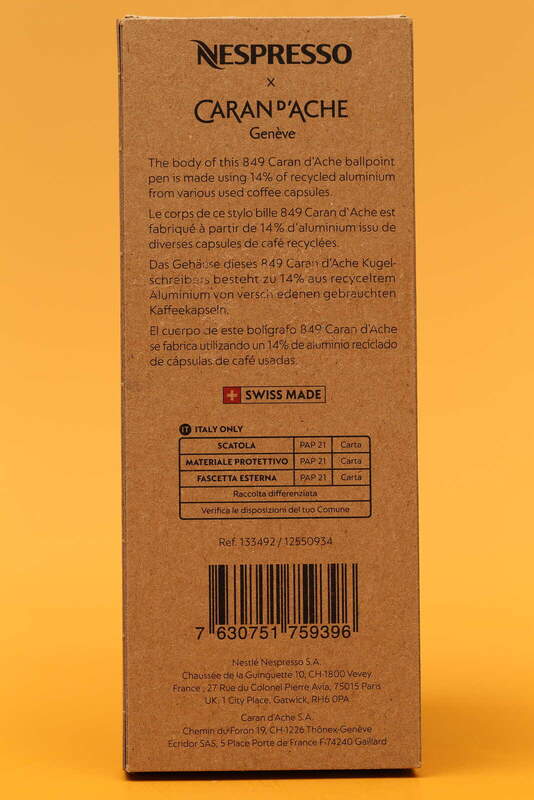 NESPRESSO
x
CARAN D'ACHE
Genève
The body of this 849 Caran d'Ache ballpoint
pen is made using 14% of recycled aluminium
from various used coffee capsules.
Le corps de ce stylo bille 849 Caran d'Ache est
fabriqué à partir de 14% d'aluminium issu de
diverses capsules de café recyclées.
Das Gehäuse dieses 849 Caran d'Ache Kugel-
schreibers besteht zu 14% aus recyceltem
Aluminium von verschiedenen gebrauchten
Kaffeekapseln.
El cuerpo de este bolígrafo 849 Caran d'Ache
se fabrica utilizando un 14% de aluminio reciclado
de cápsulas de café usadas.
SWISS MADE
IT ITALY ONLY
SCATOLA PAP 21 Carta
MATERIALE PROTETTIVO PAP 21 Carta
FASCETTA ESTERNA PAP 21 Carta
Raccolta differenziata
Verifica le disposizioni del tuo Comune
Ref. 133492 / 12550934
7 630751 759396
Nestlé Nespresso S.A.
Chaussée de la Guinguette 10, CH-1800 Vevey
France , 27 Rue du Colonel Pierre Avia, 75015 Paris
UK, 1 City Place, Gatwick, RH6 0PA
Caran d'Ache S.A.
Chemin du Foron 19, CH-1226 Thônex-Genève
Ecridor SAS, 5 Place Porte de France F-74240 Gaillard